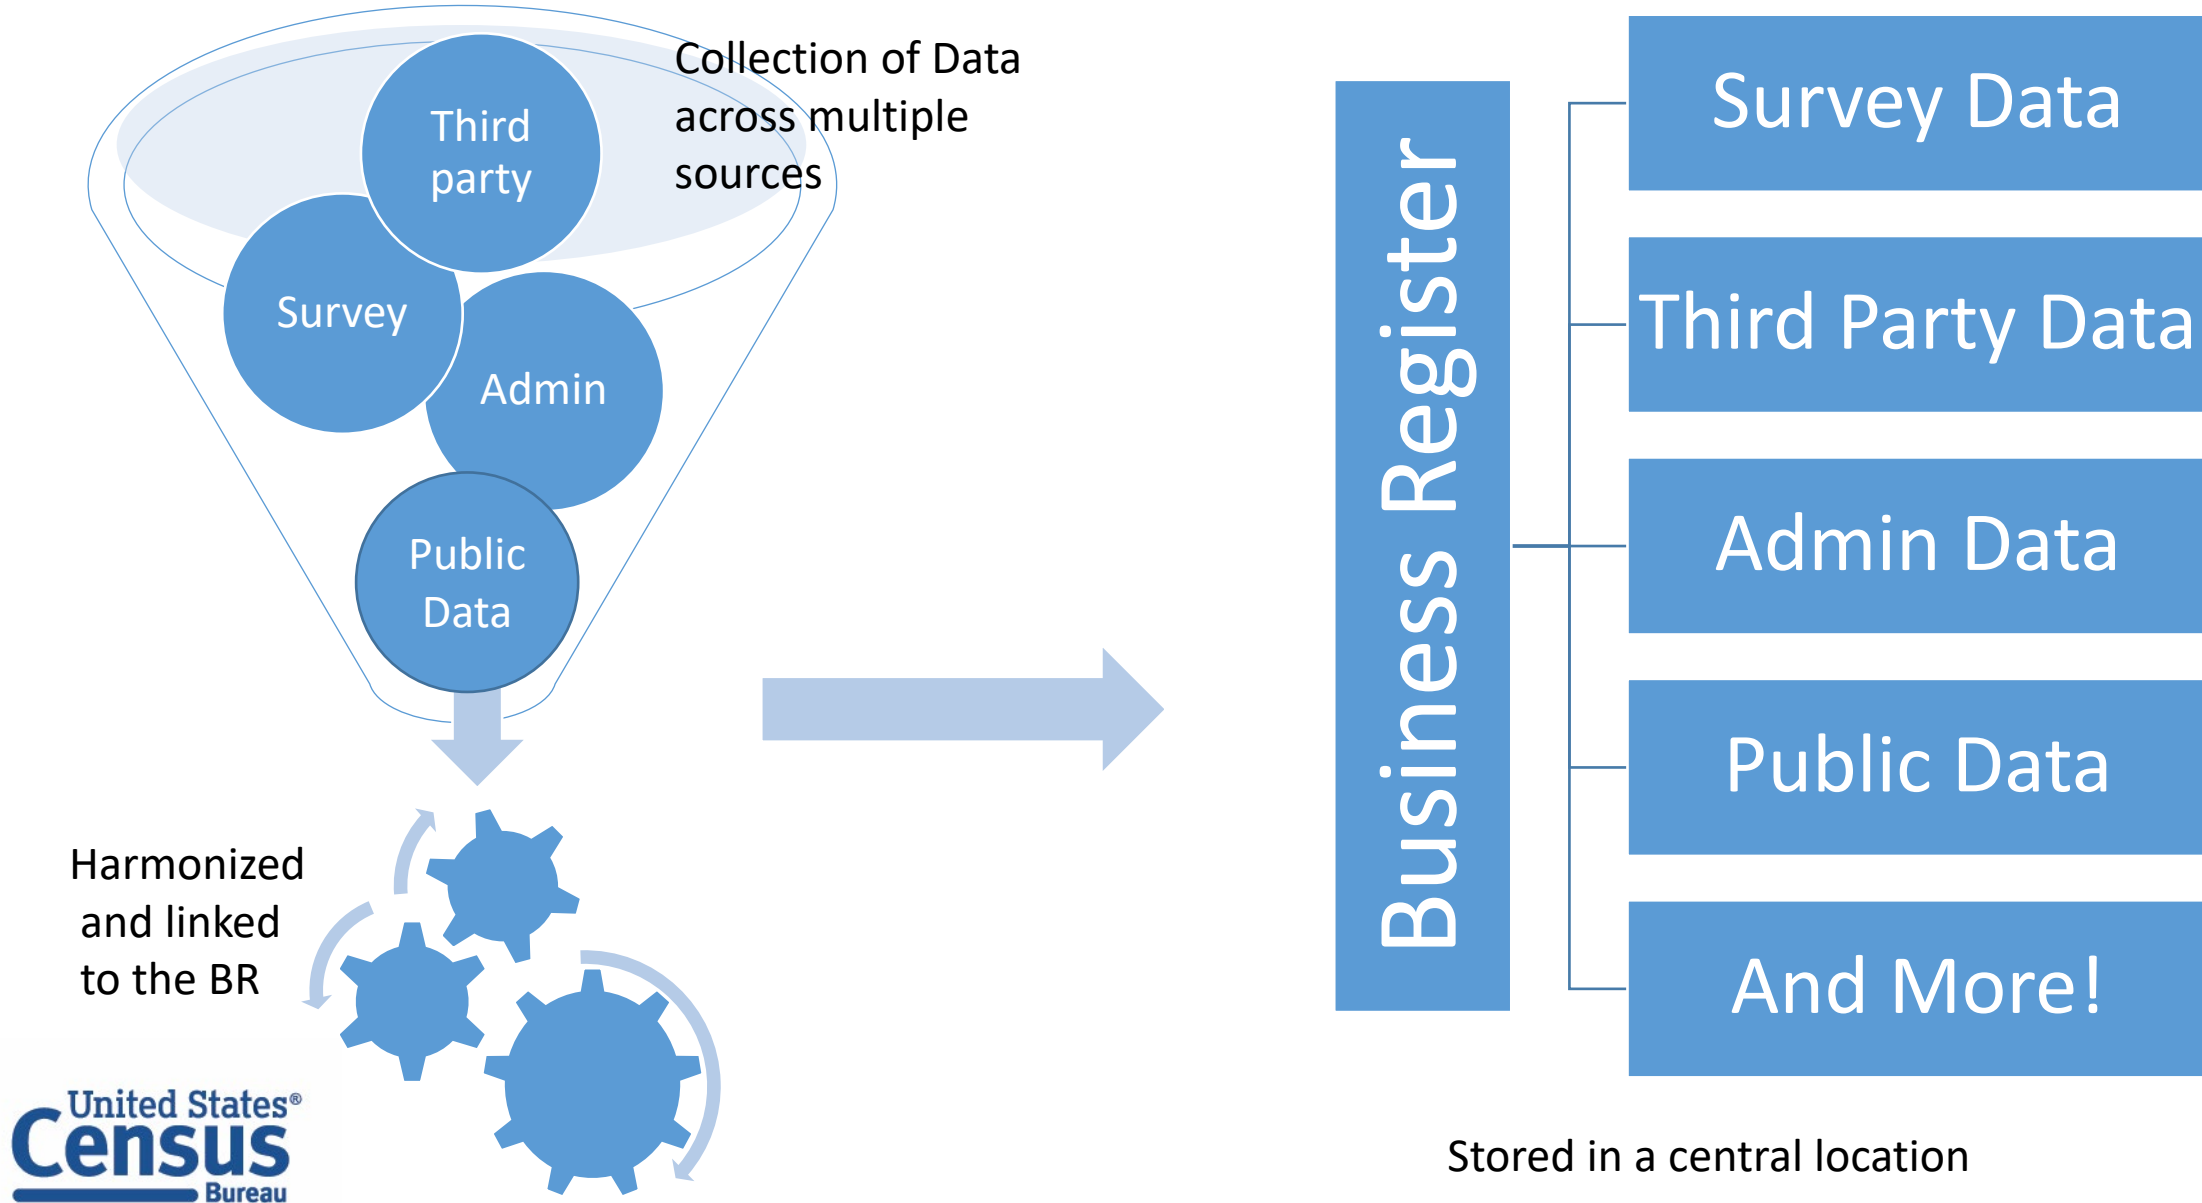 Collection of Data
across multiple
sources
Third
party
Survey
Admin
Public
Data
Harmonized
and linked
to the BR
United States®
Census
Bureau
Business Register
Survey Data
Third Party Data
Admin Data
Public Data
And More!
Stored in a central location